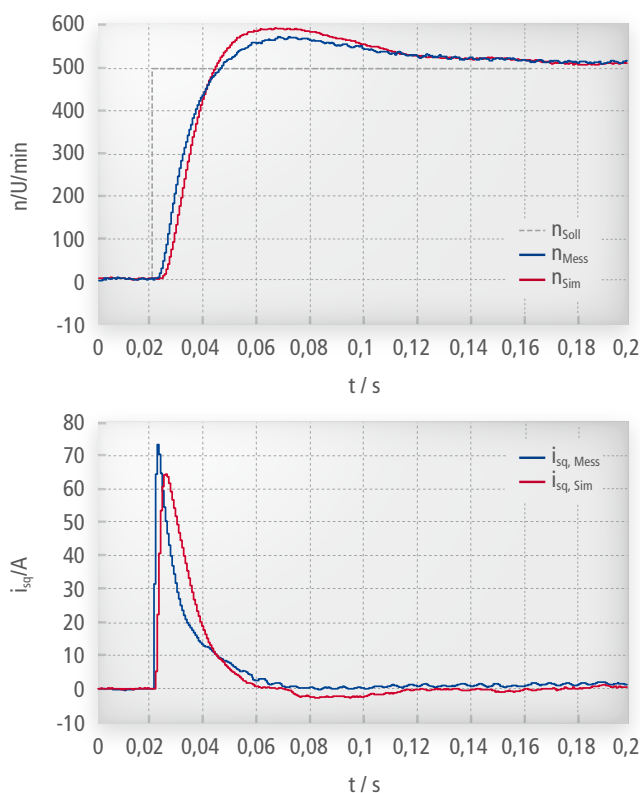 600
500
400
300
200
100
0
-10
n/U/min
n_Soll
n_Mess
n_Sim
0 0,02 0,04 0,06 0,08 0,1 0,12 0,14 0,16 0,18 0,2
t / s
80
70
60
50
40
30
20
10
0
-10
i_sq/A
i_sq, Mess
i_sq, Sim
0 0,02 0,04 0,06 0,08 0,1 0,12 0,14 0,16 0,18 0,2
t / s